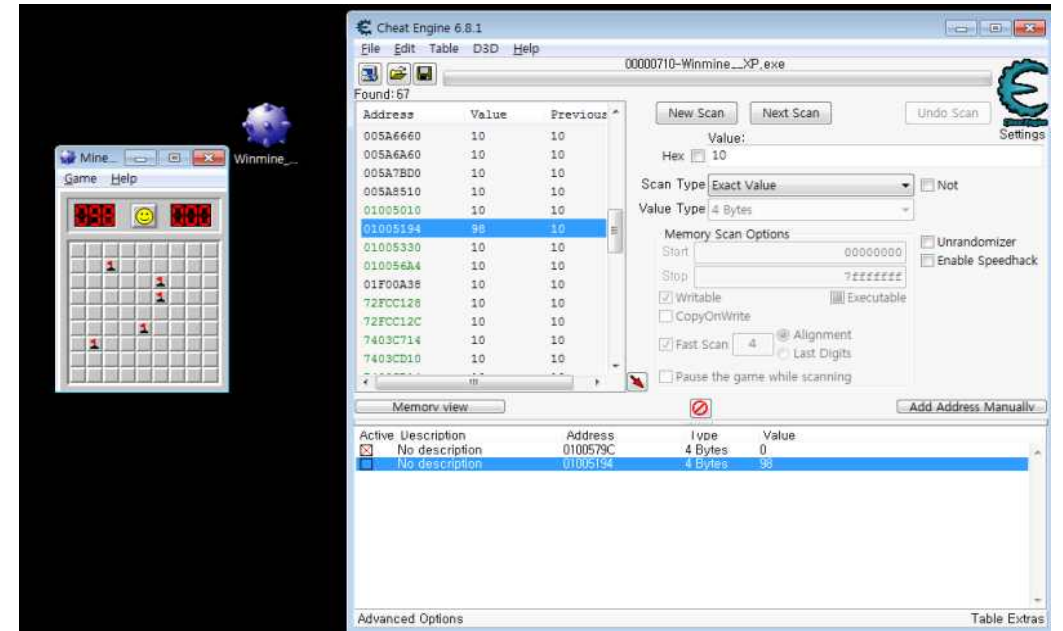 Cheat Engine 6.8.1
File Edit Table D3D Help
00000710-Winmine__XP.exe
Found: 67
Address Value Previous
005A6660 10 10
005A6A60 10 10
005A7BD0 10 10
005A8510 10 10
01005010 10 10
01005194 98 10
01005330 10 10
010056A4 10 10
01F00A38 10 10
72FCC128 10 10
72FCC12C 10 10
7403C714 10 10
7403CD10 10 10
New Scan Next Scan Undo Scan
Settings
Value:
Hex 10
Scan Type Exact Value Not
Value Type 4 Bytes
Memory Scan Options
Start 00000000
Stop 7fffffff
Writable Executable
CopyOnWrite
Fast Scan 4 Alignment
Last Digits
Pause the game while scanning
Unrandomizer
Enable Speedhack
Memory view
Add Address Manually
Active Description Address Type Value
No description 0100579C 4 Bytes 0
No description 01005194 4 Bytes 98
Advanced Options Table Extras
Winmine_...
Mine...
Game Help
1
1
1
1
1